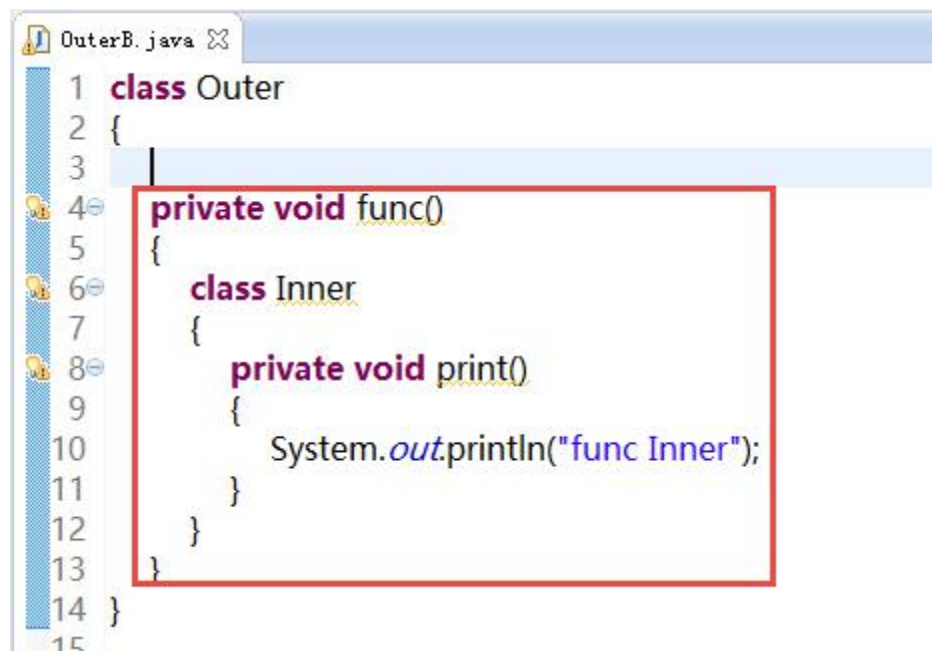 OuterB.java
1 class Outer
2 {
3
4 private void func()
5 {
6 class Inner
7 {
8 private void print()
9 {
10 System.out.println("func Inner");
11 }
12 }
13 }
14 }
15